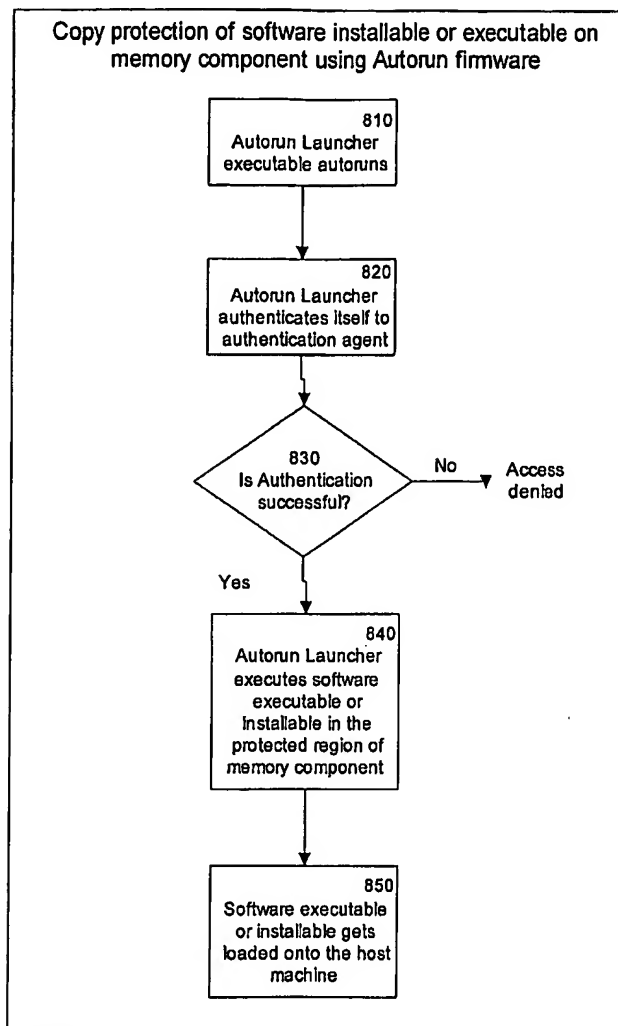 Copy protection of software installable or executable on
memory component using Autorun firmware
810
Autorun Launcher
executable autoruns
820
Autorun Launcher
authenticates itself to
authentication agent
830
Is Authentication
successful?
No
Access
denied
Yes
840
Autorun Launcher
executes software
executable or
Installable in the
protected region of
memory component
850
Software executable
or installable gets
loaded onto the host
machine